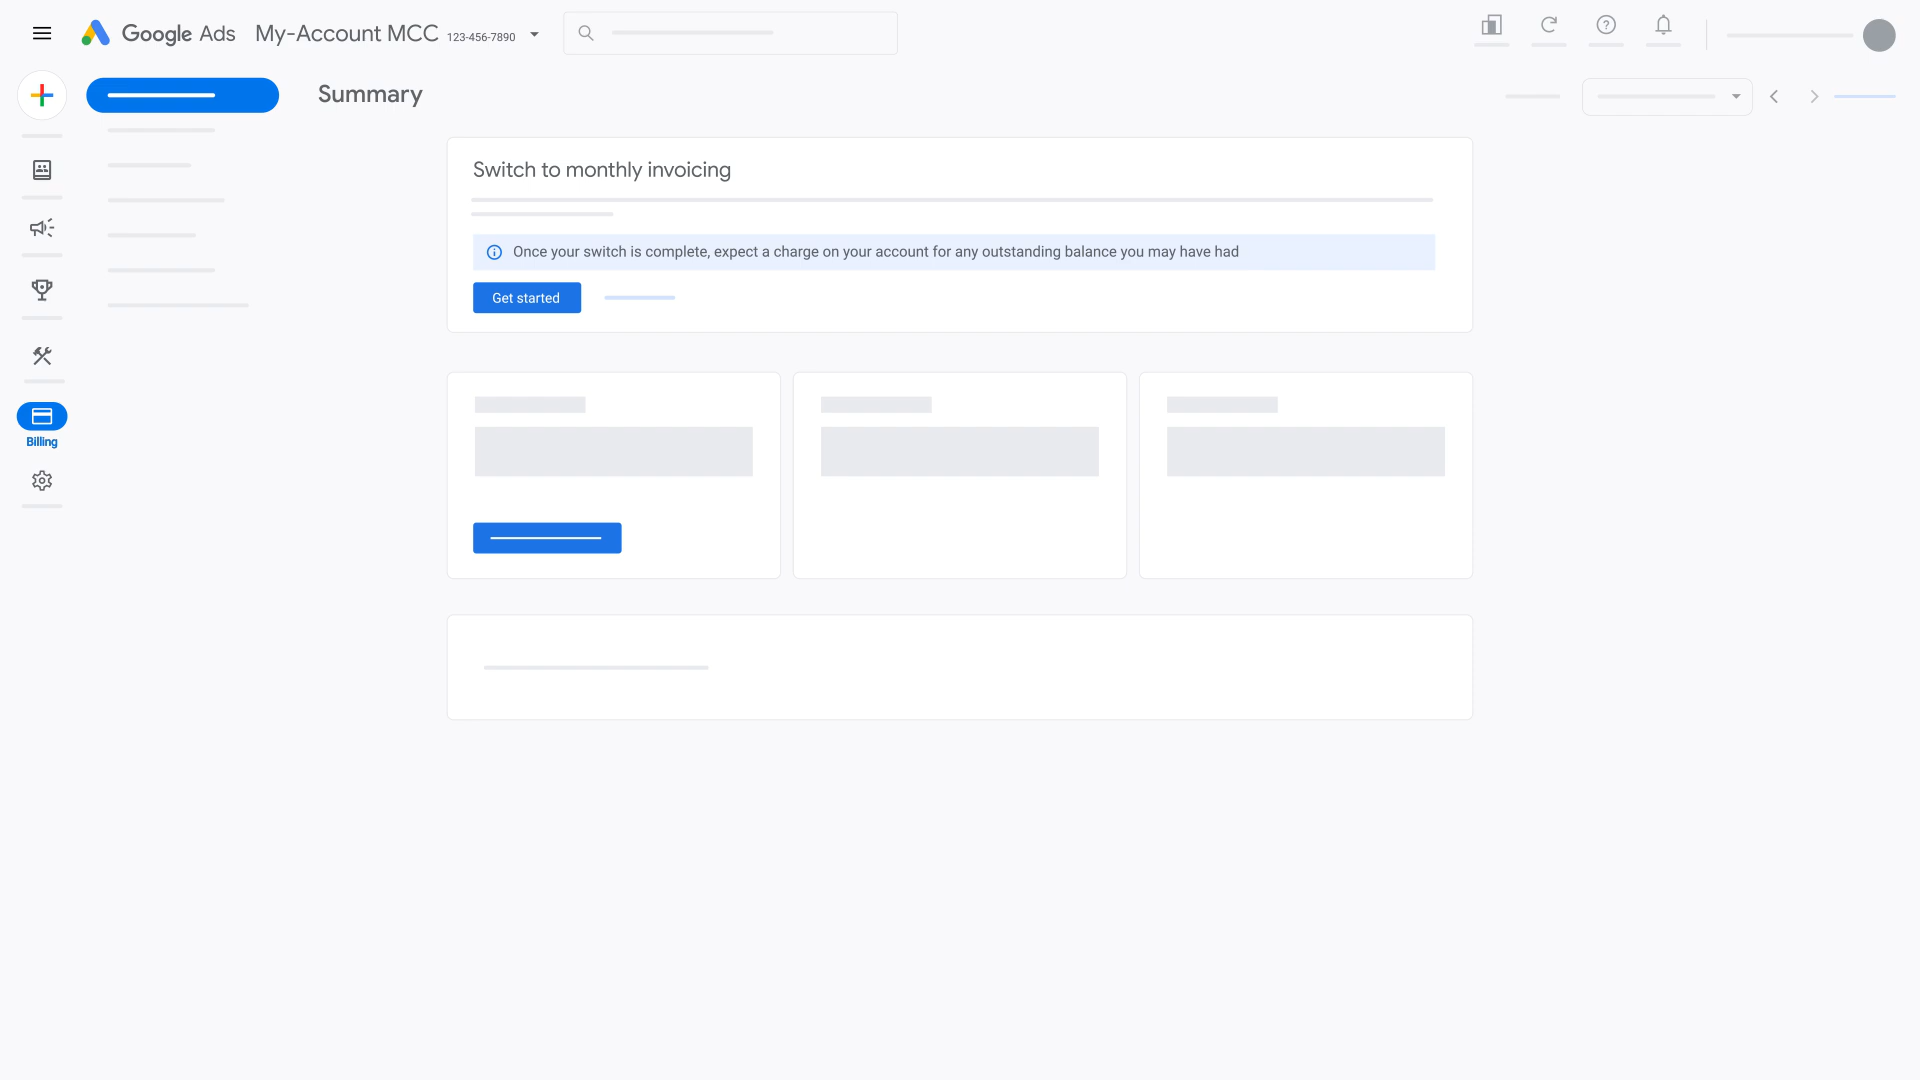 Google Ads My-Account MCC 123-456-7890
Summary
Switch to monthly invoicing
Once your switch is complete, expect a charge on your account for any outstanding balance you may have had
Get started
Billing